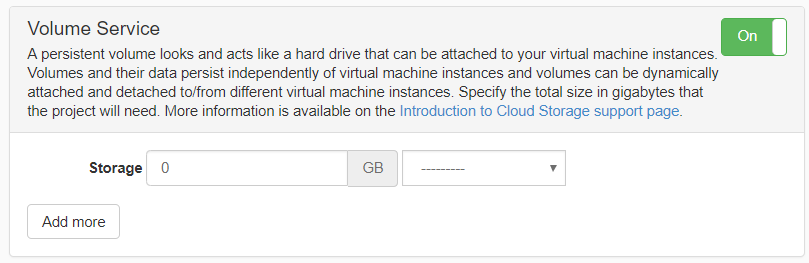 Volume Service
On
A persistent volume looks and acts like a hard drive that can be attached to your virtual machine instances.
Volumes and their data persist independently of virtual machine instances and volumes can be dynamically
attached and detached to/from different virtual machine instances. Specify the total size in gigabytes that
the project will need. More information is available on the Introduction to Cloud Storage support page.
Storage 0 GB ---------
Add more